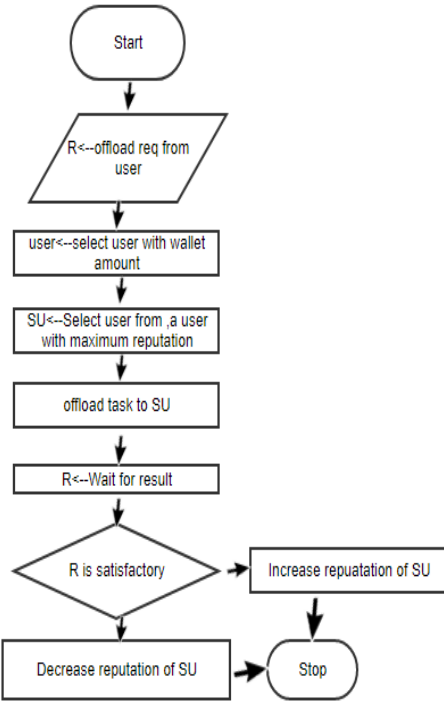 Start
R<--offload req from
user
user<--select user with wallet
amount
SU<--Select user from ,a user
with maximum reputation
offload task to SU
R<--Wait for result
R is satisfactory
Increase repuatation of SU
Decrease reputation of SU
Stop